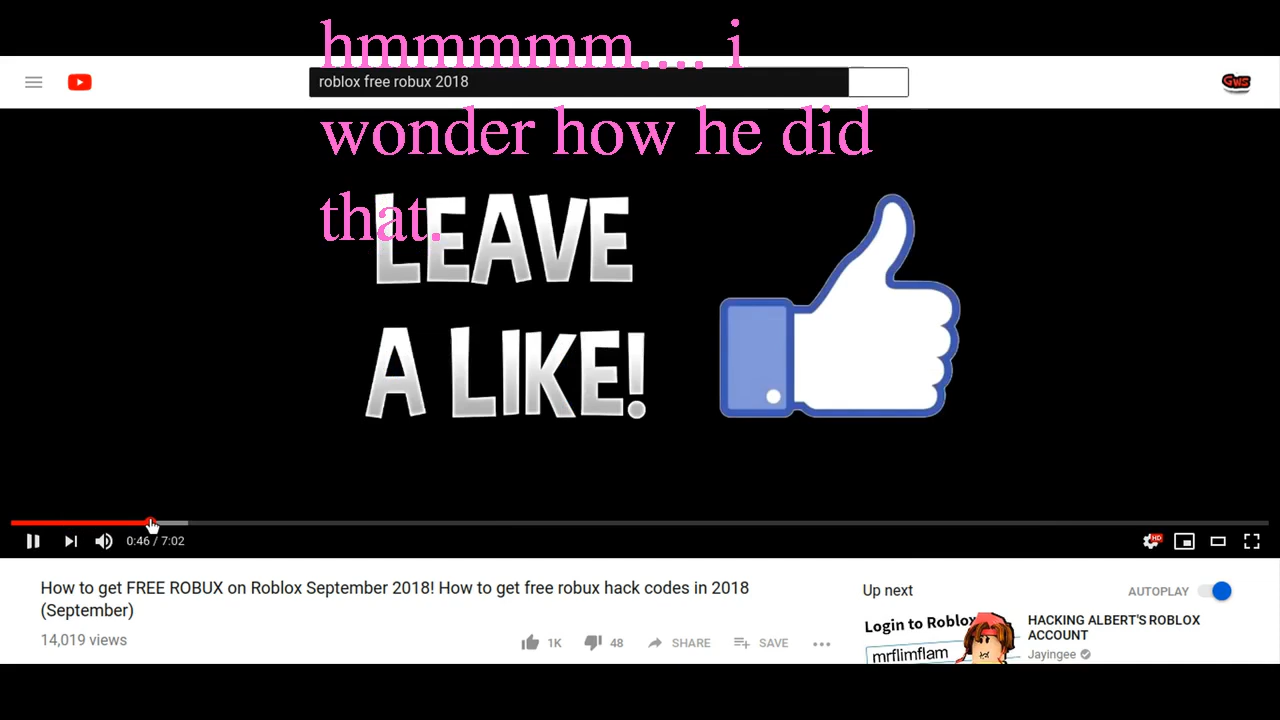 hmmmmm.... i
wonder how he did
that.
roblox free robux 2018
GWS
LEAVE
A LIKE!
0:46 / 7:02
HD
How to get FREE ROBUX on Roblox September 2018! How to get free robux hack codes in 2018
(September)
14,019 views
1K
48
SHARE
SAVE
Up next
AUTOPLAY
Login to Roblox
mrflimflam
HACKING ALBERT'S ROBLOX
ACCOUNT
Jayingee